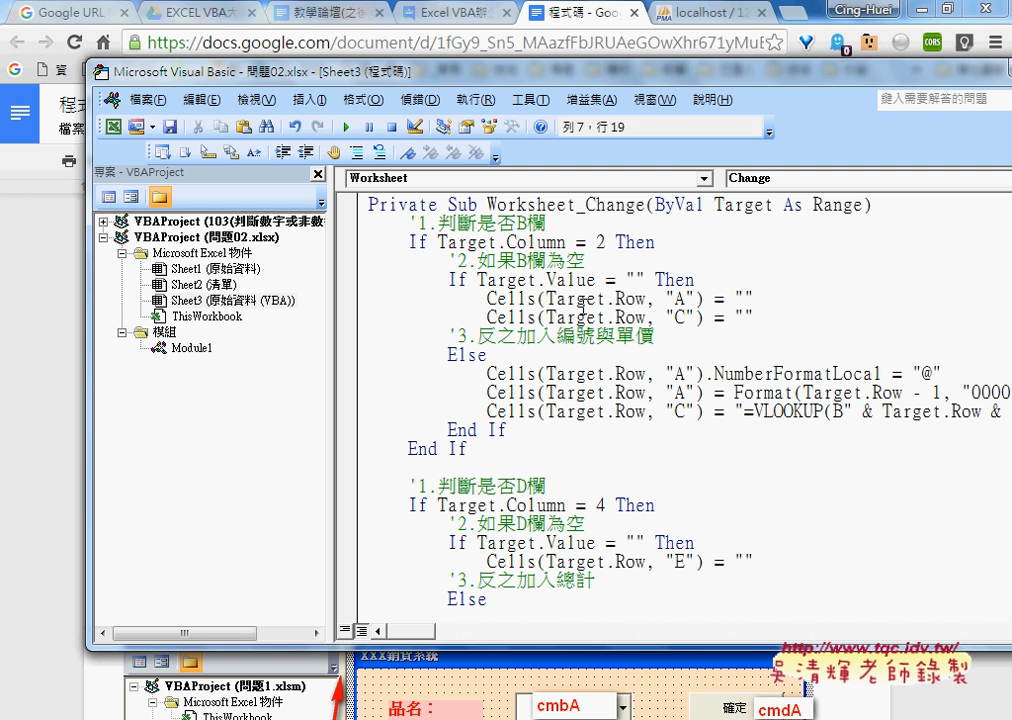 Google URL
EXCEL VBA大
教學論壇(之後
Excel VBA辦
程式碼 - Goo
localhost / 12
Cing-Huei
https://docs.google.com/document/d/1fGy9_Sn5_MAazfFbJRUAeGOwXhr671yMuE
0
CORS
資
Microsoft Visual Basic - 問題02.xlsx - [Sheet3 (程式碼)]
程式
檔案
檔案(F) 編輯(E) 檢視(V) 插入(I) 格式(O) 偵錯(D) 執行(R) 工具(T) 增益集(A) 視窗(W) 說明(H)
鍵入需要解答的問題
列 7，行 19
專案 - VBAProject
Worksheet
Change
VBAProject (103(判斷數字或非數
VBAProject (問題02.xlsx)
Microsoft Excel 物件
Sheet1 (原始資料)
Sheet2 (清單)
Sheet3 (原始資料 (VBA))
ThisWorkbook
模組
Module1
Private Sub Worksheet_Change(ByVal Target As Range)
'1.判斷是否B欄
If Target.Column = 2 Then
'2.如果B欄為空
If Target.Value = "" Then
Cells(Target.Row, "A") = ""
Cells(Target.Row, "C") = ""
'3.反之加入編號與單價
Else
Cells(Target.Row, "A").NumberFormatLocal = "@"
Cells(Target.Row, "A") = Format(Target.Row - 1, "0000
Cells(Target.Row, "C") = "=VLOOKUP(B" & Target.Row &
End If
End If
'1.判斷是否D欄
If Target.Column = 4 Then
'2.如果D欄為空
If Target.Value = "" Then
Cells(Target.Row, "E") = ""
'3.反之加入總計
Else
http://www.tqc.idv.tw/
吳清輝老師錄製
XXX銷貨系統
VBAProject (問題1.xlsm)
Microsoft Excel 物件
ThisWorkbook
品名：
cmbA
確定
cmdA